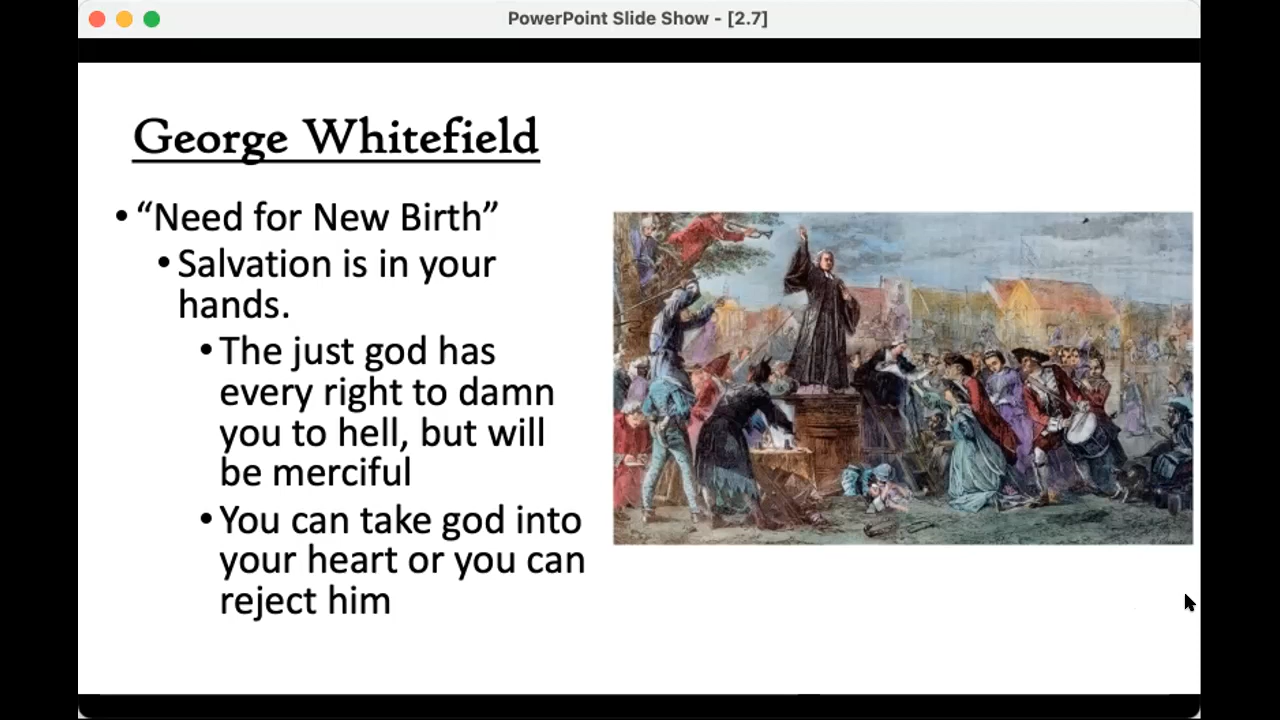 PowerPoint Slide Show - [2.7]
George Whitefield
• “Need for New Birth”
• Salvation is in your
hands.
• The just god has
every right to damn
you to hell, but will
be merciful
• You can take god into
your heart or you can
reject him